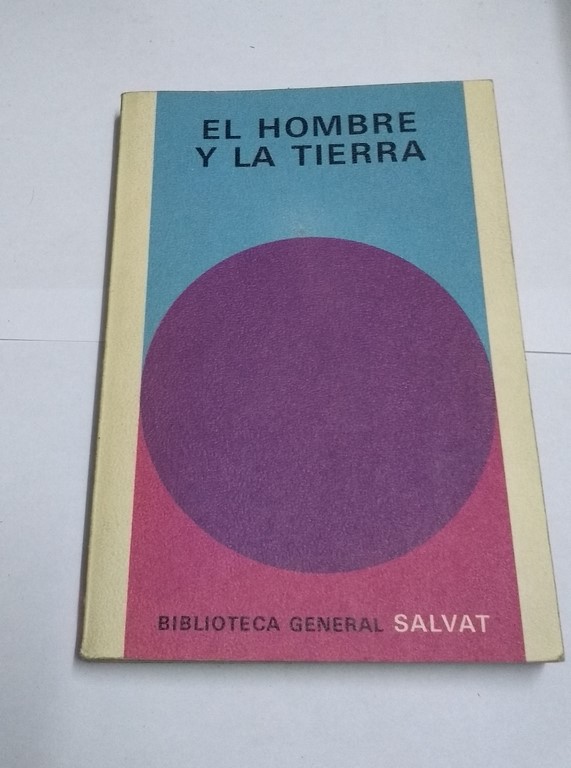 EL HOMBRE
Y LA TIERRA
BIBLIOTECA GENERAL SALVAT